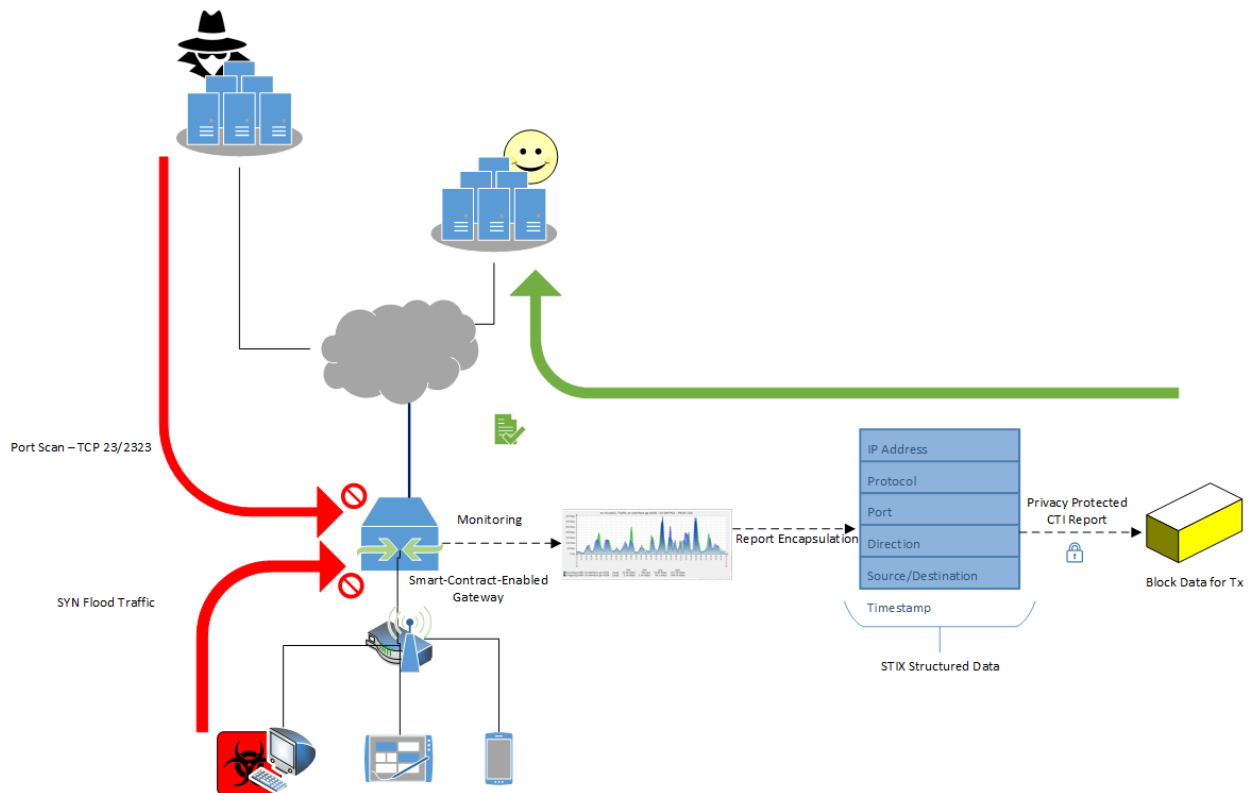 Port Scan – TCP 23/2323
Monitoring
Smart-Contract-Enabled
Gateway
SYN Flood Traffic
Report Encapsulation
IP Address
Protocol
Port
Direction
Source/Destination
Timestamp
STIX Structured Data
Privacy Protected
CTI Report
Block Data for Tx